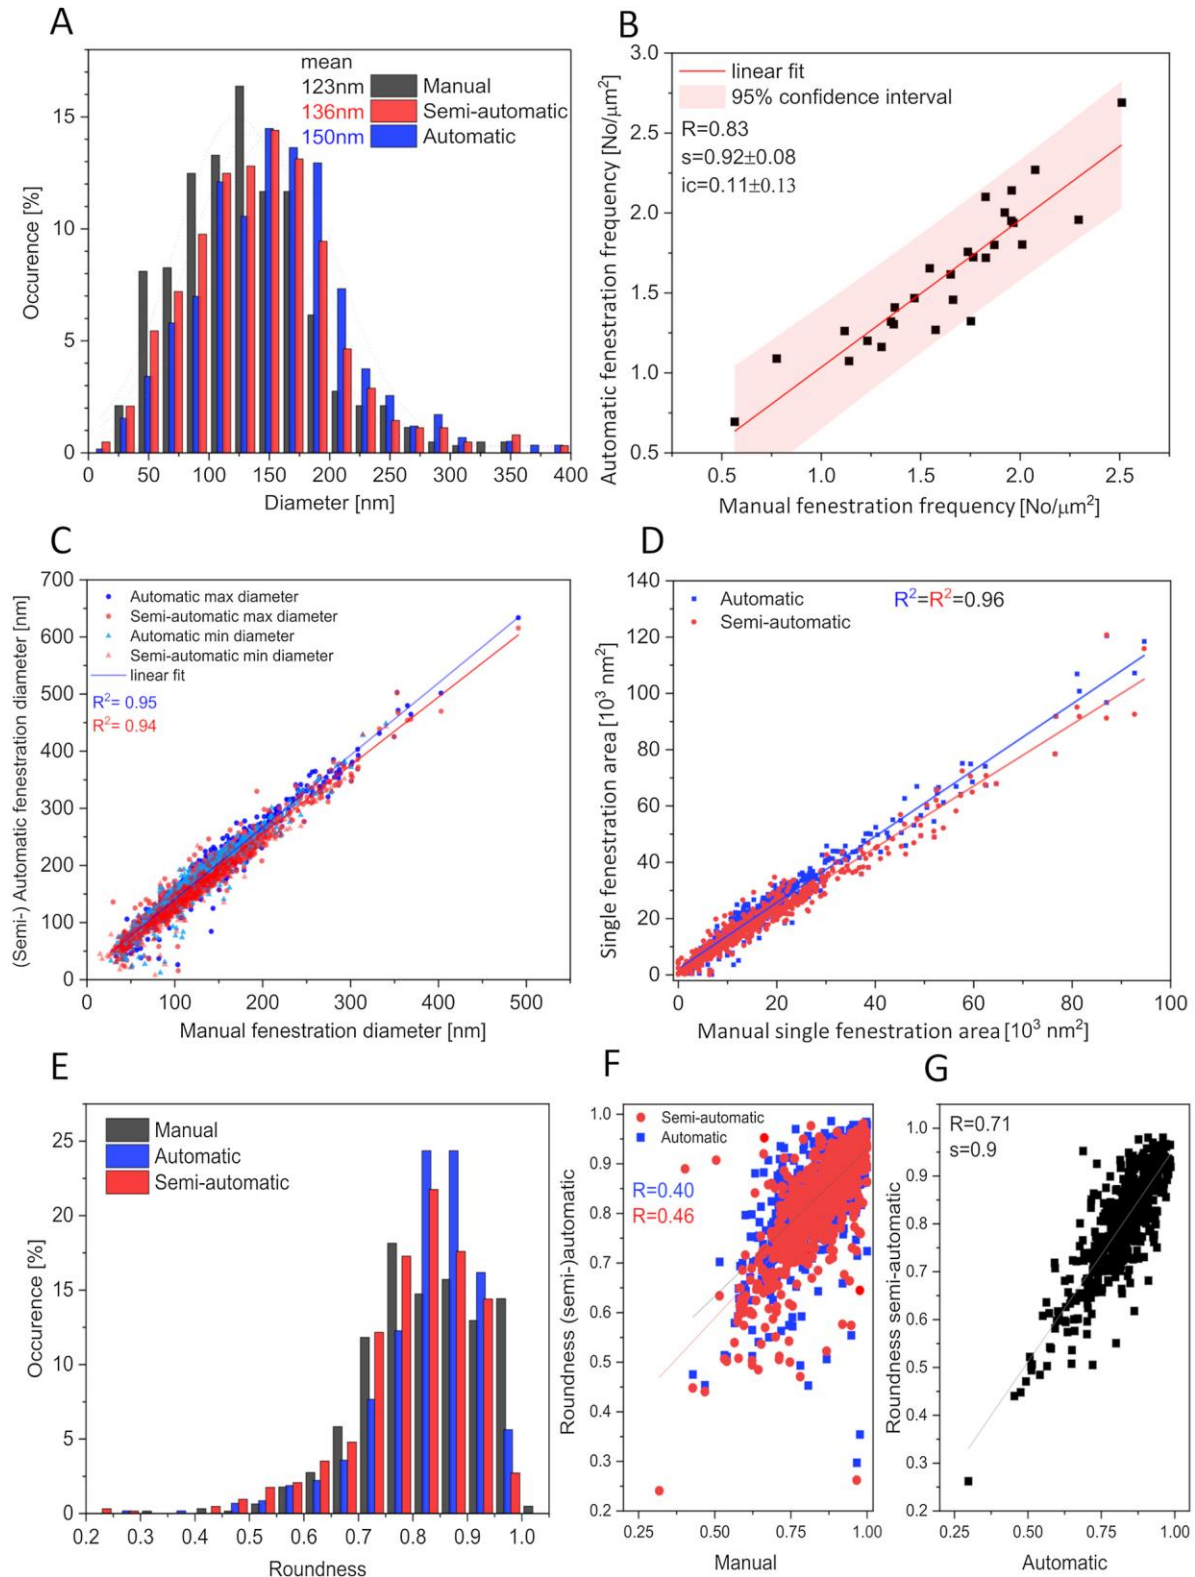 A
mean
123nm Manual
136nm Semi-automatic
150nm Automatic
15
10
5
0
Occurence [%]
0 50 100 150 200 250 300 350 400
Diameter [nm]
B
3.0
2.5
2.0
1.5
1.0
0.5
linear fit
95% confidence interval
R=0.83
s=0.92±0.08
ic=0.11±0.13
Automatic fenestration frequency [No/μm²]
0.5 1.0 1.5 2.0 2.5
Manual fenestration frequency [No/μm²]
C
700
600
500
400
300
200
100
0
Automatic max diameter
Semi-automatic max diameter
Automatic min diameter
Semi-automatic min diameter
linear fit
R²= 0.95
R²= 0.94
(Semi-) Automatic fenestration diameter [nm]
0 100 200 300 400 500
Manual fenestration diameter [nm]
D
140
120
100
80
60
40
20
0
Automatic
Semi-automatic
R²=R²=0.96
Single fenestration area [10³ nm²]
0 20 40 60 80 100
Manual single fenestration area [10³ nm²]
E
25
20
15
10
5
0
Manual
Automatic
Semi-automatic
Occurence [%]
0.2 0.3 0.4 0.5 0.6 0.7 0.8 0.9 1.0
Roundness
F
1.0
0.9
0.8
0.7
0.6
0.5
0.4
0.3
0.2
Semi-automatic
Automatic
R=0.40
R=0.46
Roundness (semi-)automatic
0.25 0.50 0.75 1.00
Manual
G
1.0
0.9
0.8
0.7
0.6
0.5
0.4
0.3
0.2
R=0.71
s=0.9
Roundness semi-automatic
0.25 0.50 0.75 1.00
Automatic